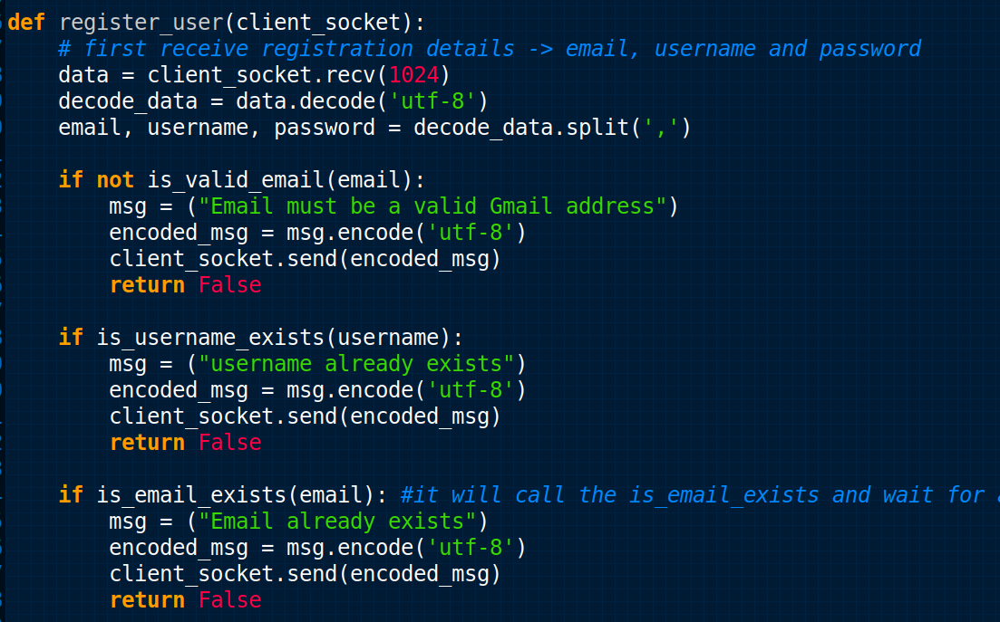 def register_user(client_socket):
    # first receive registration details -> email, username and password
    data = client_socket.recv(1024)
    decode_data = data.decode('utf-8')
    email, username, password = decode_data.split(',')

    if not is_valid_email(email):
        msg = ("Email must be a valid Gmail address")
        encoded_msg = msg.encode('utf-8')
        client_socket.send(encoded_msg)
        return False

    if is_username_exists(username):
        msg = ("username already exists")
        encoded_msg = msg.encode('utf-8')
        client_socket.send(encoded_msg)
        return False

    if is_email_exists(email): #it will call the is_email_exists and wait for
        msg = ("Email already exists")
        encoded_msg = msg.encode('utf-8')
        client_socket.send(encoded_msg)
        return False